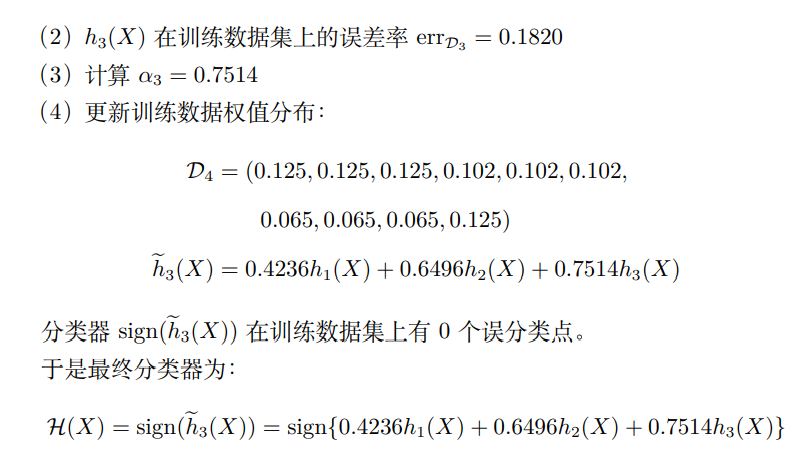 （2）h₃(X) 在训练数据集上的误差率 err_{𝒟₃} = 0.1820
（3）计算 α₃ = 0.7514
（4）更新训练数据权值分布：
𝒟₄ = (0.125, 0.125, 0.125, 0.102, 0.102, 0.102,
0.065, 0.065, 0.065, 0.125)
h̃₃(X) = 0.4236h₁(X) + 0.6496h₂(X) + 0.7514h₃(X)
分类器 sign(h̃₃(X)) 在训练数据集上有 0 个误分类点。
于是最终分类器为：
ℋ(X) = sign(h̃₃(X)) = sign{0.4236h₁(X) + 0.6496h₂(X) + 0.7514h₃(X)}